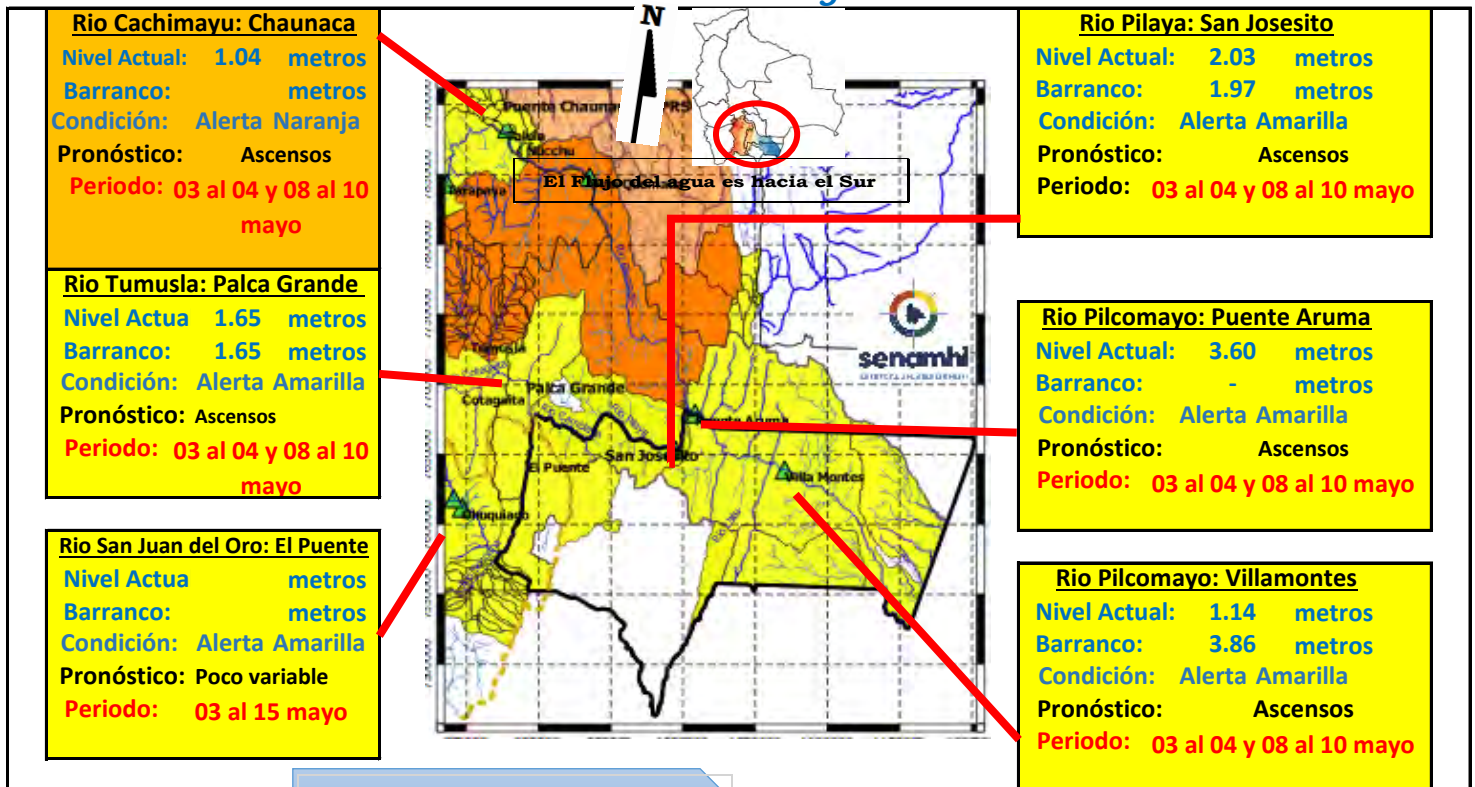 Rio Cachimayu: Chaunaca
Nivel Actual: 1.04 metros
Barranco: metros
Condición: Alerta Naranja
Pronóstico: Ascensos
Periodo: 03 al 04 y 08 al 10
mayo
Rio Tumusla: Palca Grande
Nivel Actua 1.65 metros
Barranco: 1.65 metros
Condición: Alerta Amarilla
Pronóstico: Ascensos
Periodo: 03 al 04 y 08 al 10
mayo
Rio San Juan del Oro: El Puente
Nivel Actua metros
Barranco: metros
Condición: Alerta Amarilla
Pronóstico: Poco variable
Periodo: 03 al 15 mayo
N
Puente
El Flujo del agua es hacia el Sur
Tarapaya
Tumusla
Palca Grande
Cotagaita
Puente Aruma
El Puente
San Josesito
Villa Montes
senamhi
Rio Pilaya: San Josesito
Nivel Actual: 2.03 metros
Barranco: 1.97 metros
Condición: Alerta Amarilla
Pronóstico: Ascensos
Periodo: 03 al 04 y 08 al 10 mayo
Rio Pilcomayo: Puente Aruma
Nivel Actual: 3.60 metros
Barranco: - metros
Condición: Alerta Amarilla
Pronóstico: Ascensos
Periodo: 03 al 04 y 08 al 10 mayo
Rio Pilcomayo: Villamontes
Nivel Actual: 1.14 metros
Barranco: 3.86 metros
Condición: Alerta Amarilla
Pronóstico: Ascensos
Periodo: 03 al 04 y 08 al 10 mayo